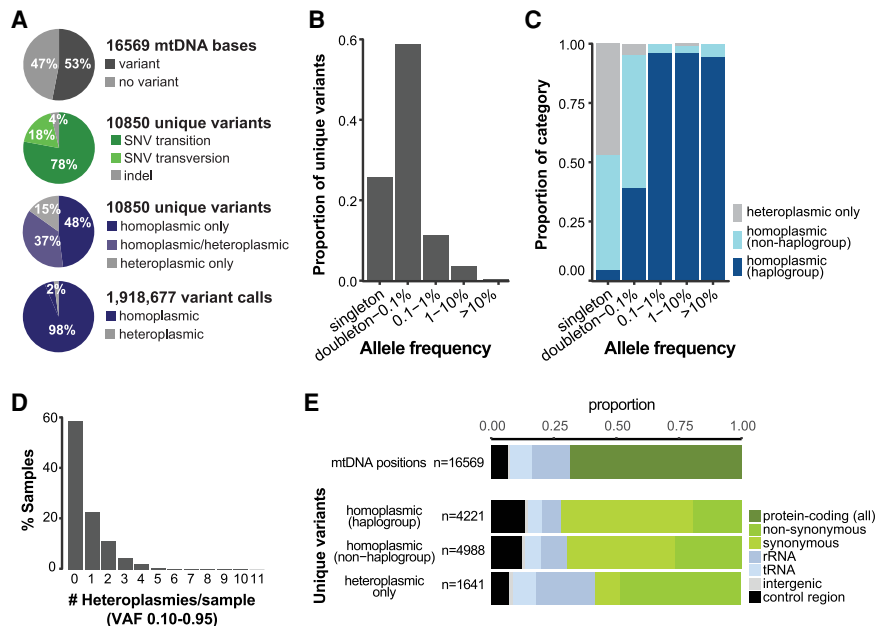 A
16569 mtDNA bases
47%
53%
variant
no variant
10850 unique variants
4%
18%
78%
SNV transition
SNV transversion
indel
10850 unique variants
15%
48%
37%
homoplasmic only
homoplasmic/heteroplasmic
heteroplasmic only
1,918,677 variant calls
2%
98%
homoplasmic
heteroplasmic
B
Proportion of unique variants
0.6
0.4
0.2
0.0
singleton
doubleton−0.1%
0.1−1%
1−10%
>10%
Allele frequency
C
Proportion of category
1.00
0.75
0.50
0.25
0.00
singleton
doubleton−0.1%
0.1−1%
1−10%
>10%
Allele frequency
heteroplasmic only
homoplasmic
(non-haplogroup)
homoplasmic
(haplogroup)
D
% Samples
60
40
20
0
0 1 2 3 4 5 6 7 8 9 10 11
# Heteroplasmies/sample
(VAF 0.10-0.95)
E
proportion
0.00 0.25 0.50 0.75 1.00
mtDNA positions n=16569
Unique variants
homoplasmic
(haplogroup)
n=4221
homoplasmic
(non-haplogroup)
n=4988
heteroplasmic
only
n=1641
protein-coding (all)
non-synonymous
synonymous
rRNA
tRNA
intergenic
control region